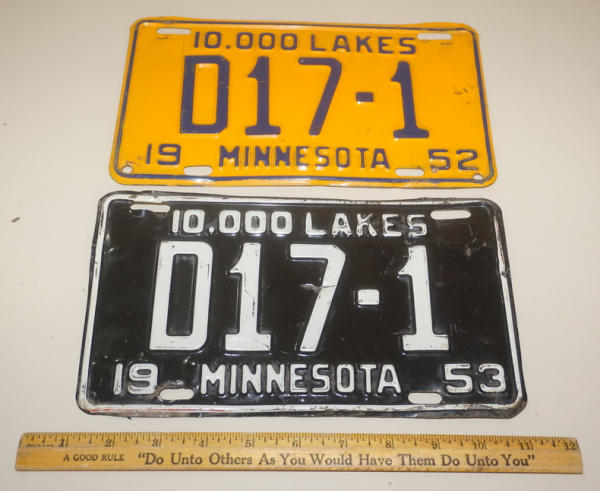 10.000 LAKES
D17-1
19 MINNESOTA 52
10.000 LAKES
D17-1
19 MINNESOTA 53
1 2 3 4 5 6 7 8 9 10 11 12
A GOOD RULE "Do Unto Others As You Would Have Them Do Unto You"